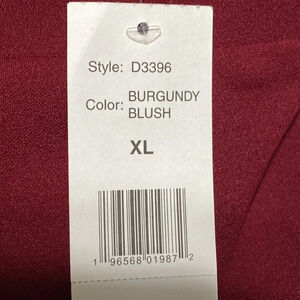 Style: D3396
Color: BURGUNDY
BLUSH
XL
1 96568 01987 2